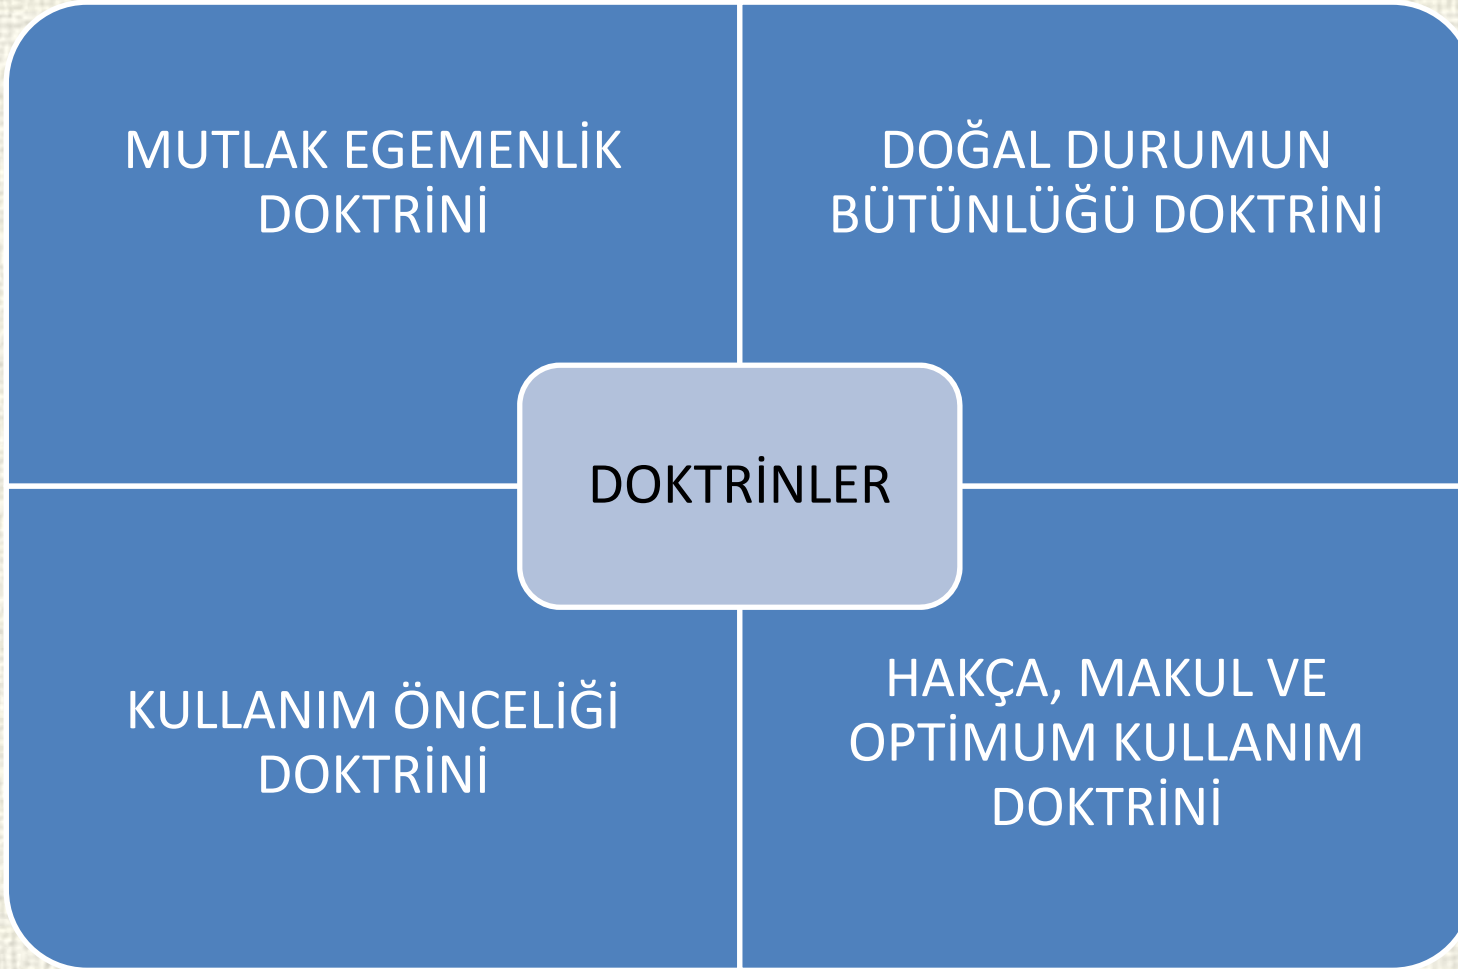 MUTLAK EGEMENLİK
DOKTRİNİ
DOĞAL DURUMUN
BÜTÜNLÜĞÜ DOKTRİNİ
DOKTRİNLER
KULLANIM ÖNCELİĞİ
DOKTRİNİ
HAKÇA, MAKUL VE
OPTİMUM KULLANIM
DOKTRİNİ